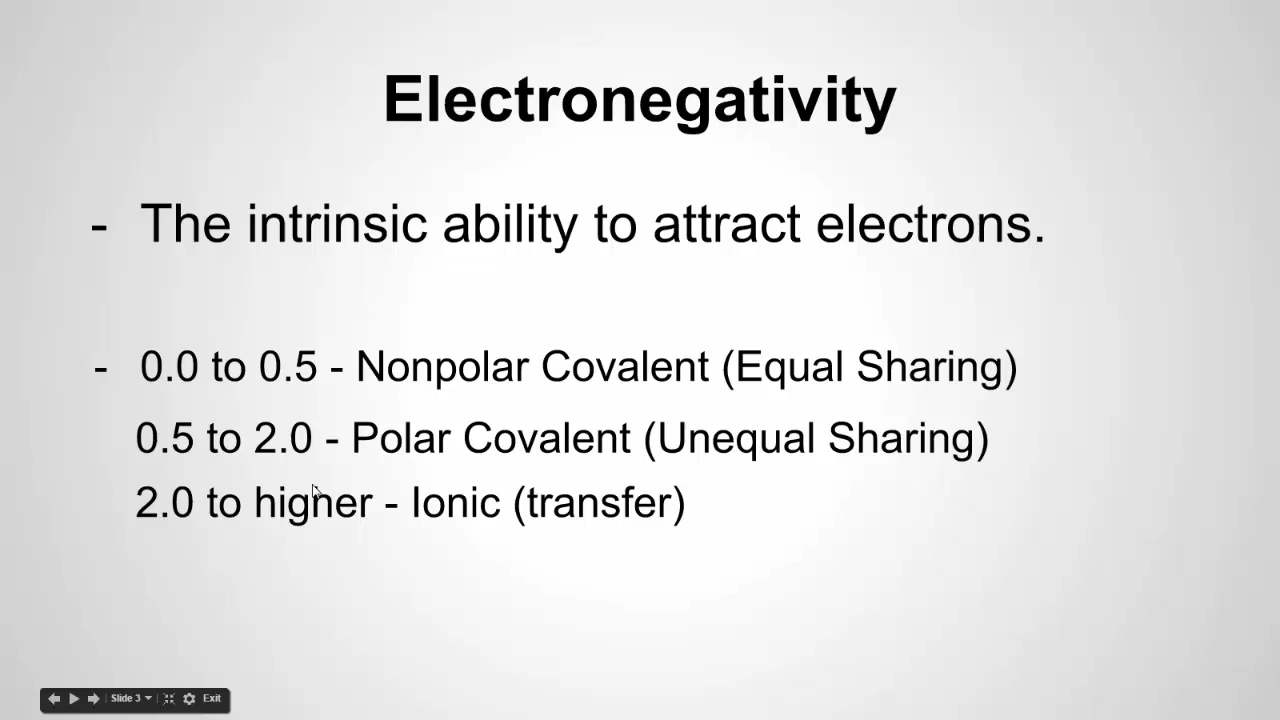 Electronegativity
- The intrinsic ability to attract electrons.
- 0.0 to 0.5 - Nonpolar Covalent (Equal Sharing)
0.5 to 2.0 - Polar Covalent (Unequal Sharing)
2.0 to higher - Ionic (transfer)
Slide 3 Exit